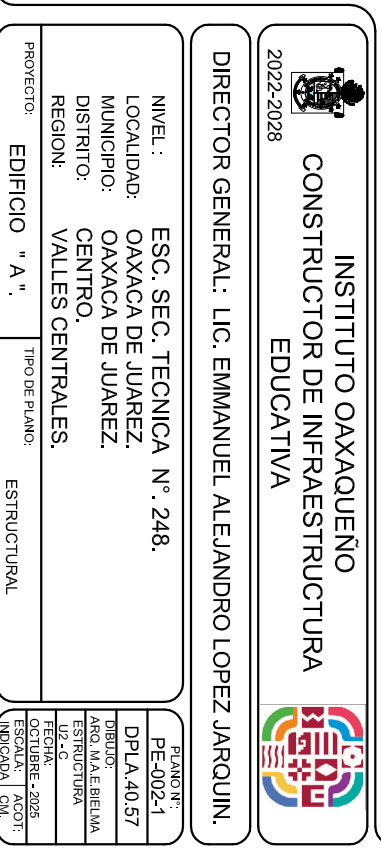 INSTITUTO OAXAQUEÑO
CONSTRUCTOR DE INFRAESTRUCTURA
EDUCATIVA
2022-2028
DIRECTOR GENERAL: LIC. EMMANUEL ALEJANDRO LOPEZ JARQUIN.
NIVEL : ESC. SEC. TECNICA N°. 248.
LOCALIDAD: OAXACA DE JUAREZ.
MUNICIPIO: OAXACA DE JUAREZ.
DISTRITO: CENTRO.
REGION: VALLES CENTRALES.
PROYECTO: EDIFICIO " A ".
TIPO DE PLANO: ESTRUCTURAL
PLANO N°:
PE-002-1
DPLA.40.57
DIBUJO:
ARQ. M.A.E.BIELMA
ESTRUCTURA
U2 - C
FECHA:
OCTUBRE - 2025
ESCALA: ACOT:
INDICADA CM.